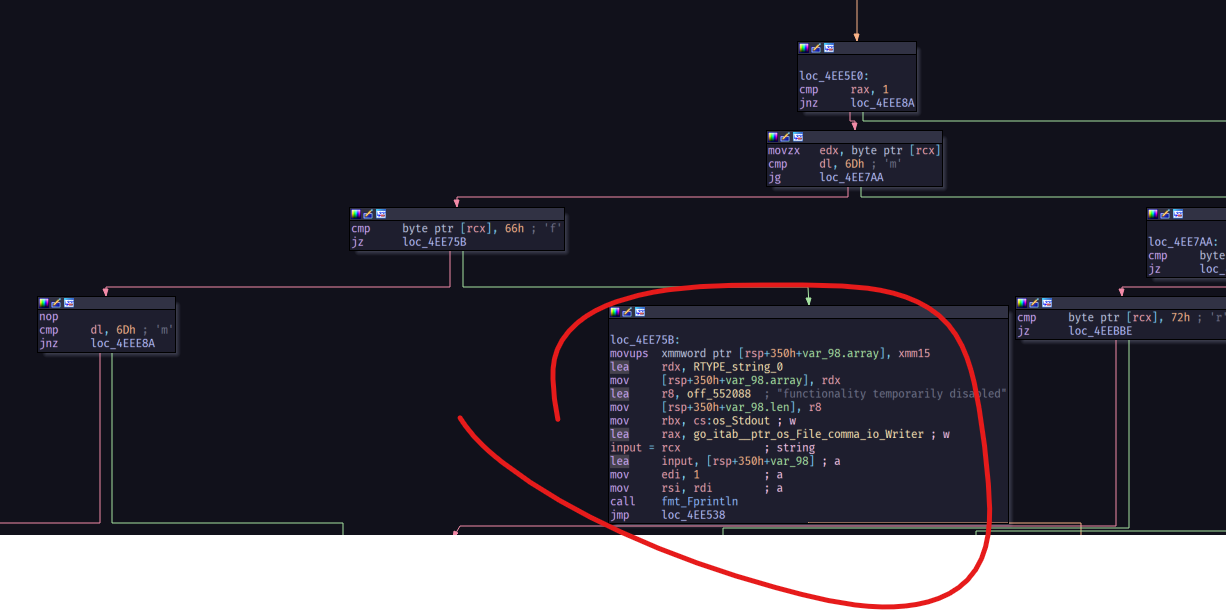 loc_4EE5E0:
cmp rax, 1
jnz loc_4EEE8A
movzx edx, byte ptr [rcx]
cmp dl, 6Dh ; 'm'
jg loc_4EE7AA
cmp byte ptr [rcx], 66h ; 'f'
jz loc_4EE75B
loc_4EE7AA:
cmp byte
jz loc_
nop
cmp dl, 6Dh ; 'm'
jnz loc_4EEE8A
loc_4EE75B:
movups xmmword ptr [rsp+350h+var_98.array], xmm15
lea rdx, RTYPE_string_0
mov [rsp+350h+var_98.array], rdx
lea r8, off_552088 ; "functionality temporarily disabled"
mov [rsp+350h+var_98.len], r8
mov rbx, cs:os_Stdout ; w
lea rax, go_itab__ptr_os_File_comma_io_Writer ; w
input = rcx ; string
lea input, [rsp+350h+var_98] ; a
mov edi, 1 ; a
mov rsi, rdi ; a
call fmt_Fprintln
jmp loc_4EE538
cmp byte ptr [rcx], 72h ; 'r'
jz loc_4EEBBE